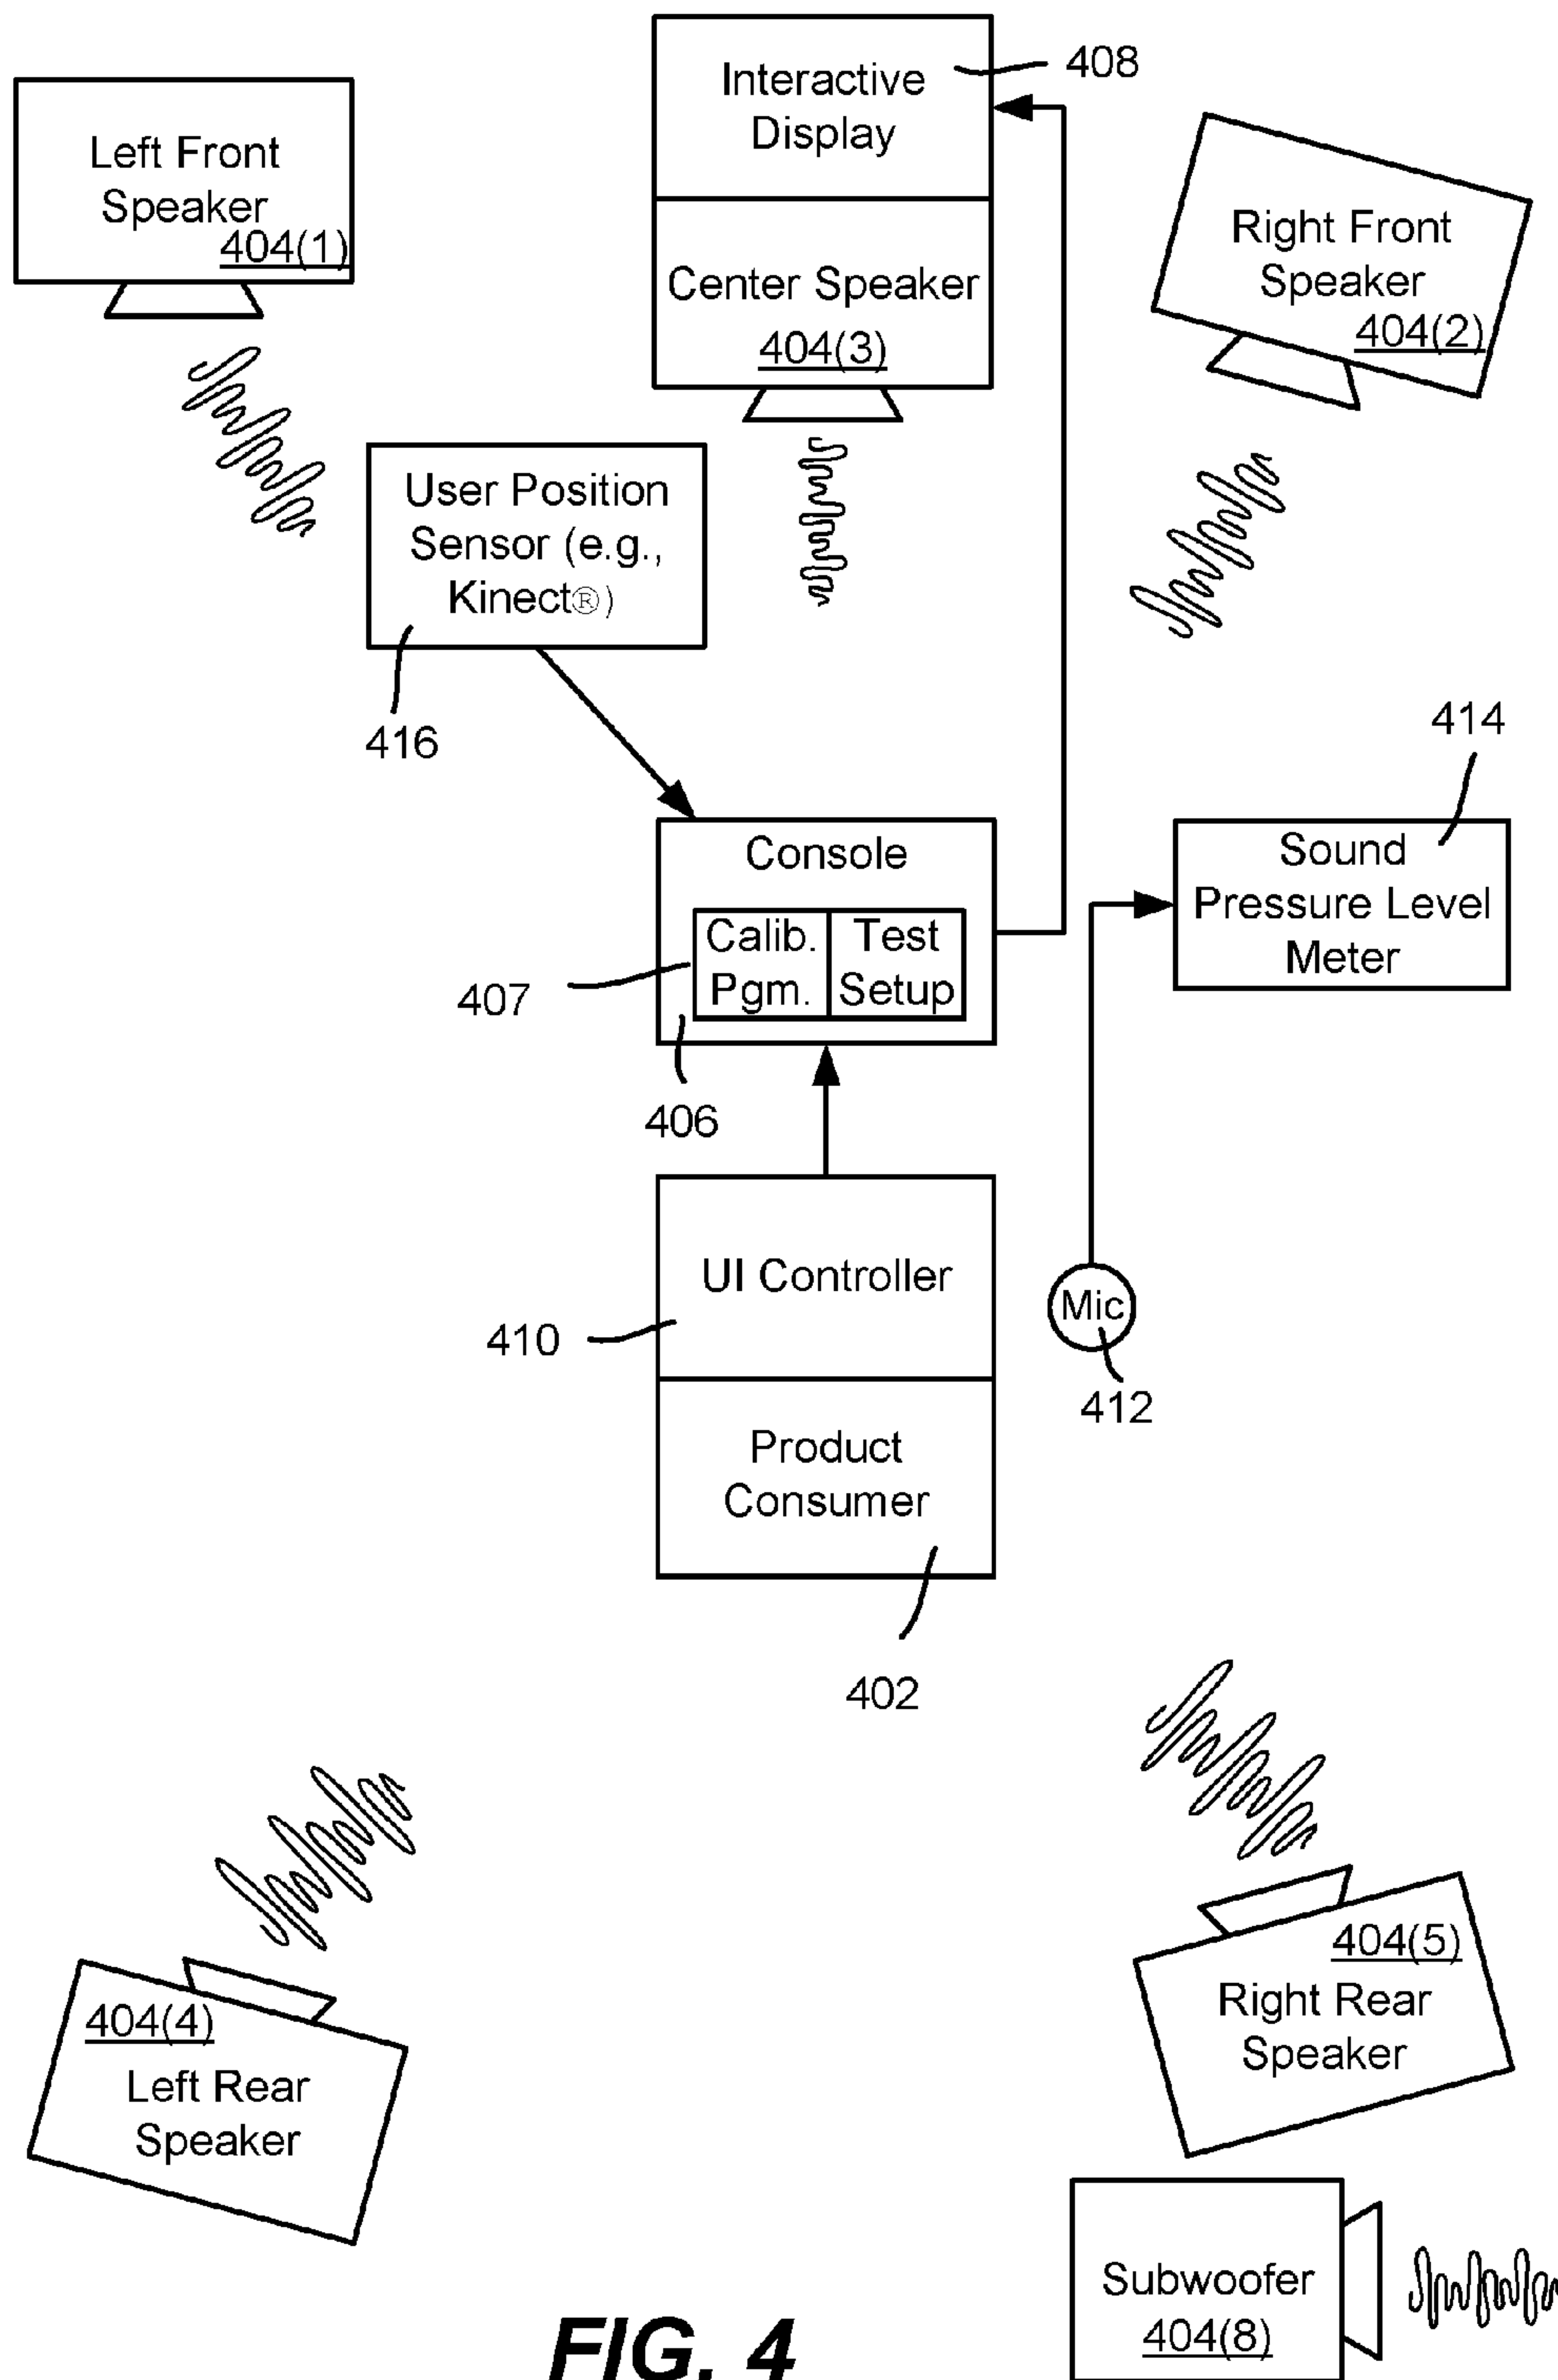 Interactive
Display
408
Left Front
Speaker
404(1)
Center Speaker
404(3)
Right Front
Speaker
404(2)
User Position
Sensor (e.g.,
Kinect®)
416
414
Console
Calib.
Pgm.
Test
Setup
407
406
Sound
Pressure Level
Meter
UI Controller
410
Mic
412
Product
Consumer
402
404(4)
Left Rear
Speaker
404(5)
Right Rear
Speaker
Subwoofer
404(8)
FIG. 4